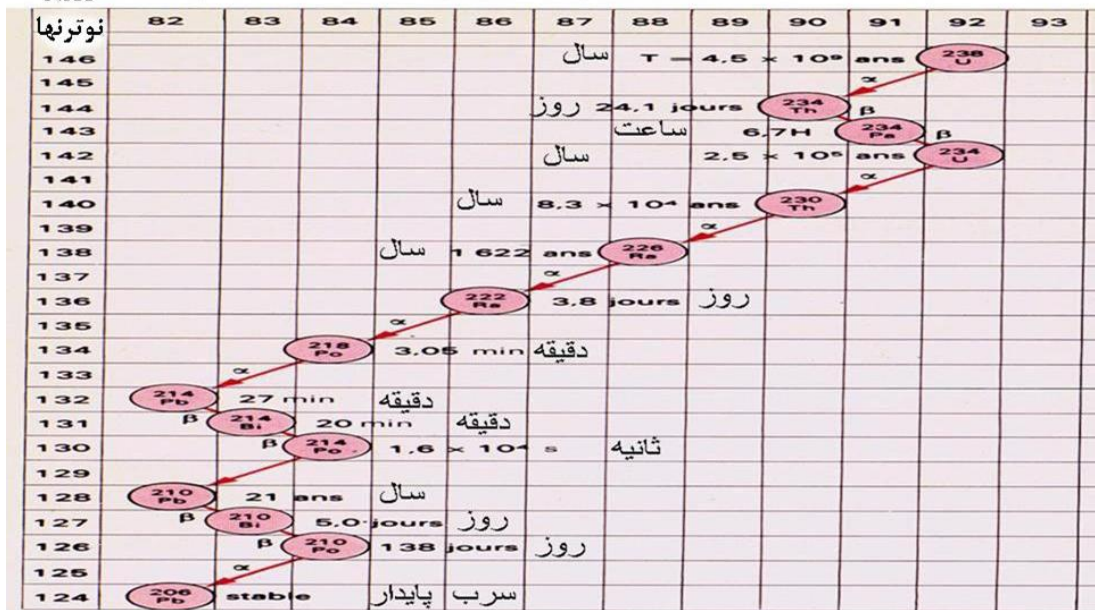 82 83 84 85 86 87 88 89 90 91 92 93
نوترنها
146 سال T = 4,5 × 10⁹ ans 238 U
145 α
144 روز 24,1 jours 234 Th β
143 ساعت 6,7H 234 Pa β
142 سال 2,5 × 10⁵ ans 234 U
141 α
140 سال 8,3 × 10⁴ ans 230 Th
139 α
138 سال 1 622 ans 226 Ra
137 α
136 222 Rn 3,8 jours روز
135 α
134 218 Po 3,05 min دقیقه
133 α
132 214 Pb 27 min دقیقه
131 β 214 Bi 20 min دقیقه
130 β 214 Po 1,6 × 10⁴ s ثانیه
129
128 210 Pb 21 ans سال
127 β 210 Bi 5,0 jours روز
126 β 210 Po 138 jours روز
125 α
124 206 Pb stable سرب پایدار